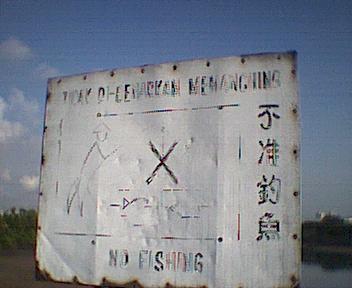 TIDAK DI-BENARKAN MEMANCHING
不准釣魚
NO FISHING